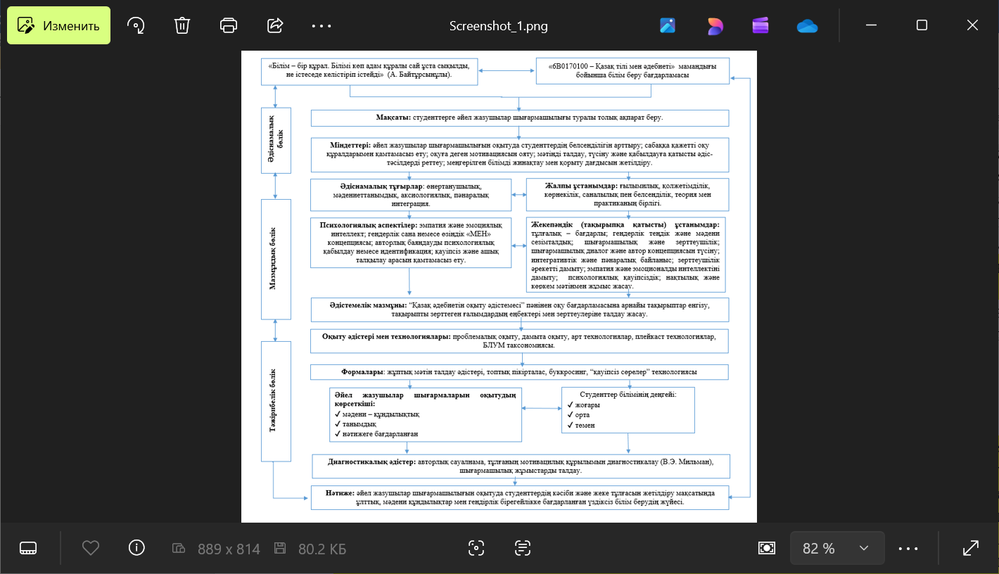 Изменить
Screenshot_1.png
«Білім – бір құрал. Білімі көп адам құралы сай ұста сықылды,
не істеседе келістіріп істейді» (А. Байтұрсынұлы).
«6В0170100 – Қазақ тілі мен әдебиеті» мамандығы
бойынша білім беру бағдарламасы
Әдіснамалық
бөлік
Мақсаты: студенттерге әйел жазушылар шығармашылығы туралы толық ақпарат беру.
Міндеттері: әйел жазушылар шығармашылығын оқытуда студенттердің белсенділігін арттыру; сабаққа қажетті оқу
құралдарымен қамтамасыз ету; оқуға деген мотивациясын ояту; мәтінді талдау, түсіну және қабылдауға қатысты әдіс-
тәсілдерді реттеу; меңгерілген білімді жинақтау мен қорыту дағдысын жетілдіру.
Әдіснамалық тұғырлар: өнертанушылық,
мәдениеттанымдық, аксиологиялық, пәнаралық
интеграция.
Жалпы ұстанымдар: ғылымилық, қолжетімділік,
көрнекілік, саналылық пен белсенділік, теория мен
практиканың бірлігі.
Мазмұндық бөлік
Психологиялық аспектілер: эмпатия және эмоциялық
интеллект; гендерлік сана немесе өзіндік «МЕН»
концепциясы; авторлық баяндауды психологиялық
қабылдау немесе идентификация; қауіпсіз және ашық
талқылау арасын қамтамасыз ету.
Жекепәндік (тақырыпқа қатысты) ұстанымдар:
тұлғалық – бағдарлы; гендерлік теңдік және мәдени
сезімталдық; шығармашылық және зерттеушілік;
шығармашылық диалог және автор концепциясын түсіну;
интегративтік және пәнаралық байланыс; зерттеушілік
әрекетті дамыту; эмпатия және эмоционалды интеллектіні
дамыту; психологиялық қауіпсіздік; нақтылық және
көркем мәтінмен жұмыс жасау.
Әдістемелік мазмұны: “Қазақ әдебиетін оқыту әдістемесі” пәнінен оқу бағдарламасына арнайы тақырыптар енгізу,
тақырыпты зерттеген ғалымдардың еңбектері мен зерттеулеріне талдау жасау.
Оқыту әдістері мен технологиялары: проблемалық оқыту, дамыта оқыту, арт технологиялар, плейкаст технологиялар,
БЛУМ таксономиясы.
Тәжірибелік бөлік
Формалары: жұптық мәтін талдау әдістері, топтық пікірталас, буккросинг, “қауіпсіз сөрелер” технологиясы
Әйел жазушылар шығармаларын оқытудың
көрсеткіші:
✓ мәдени – құндылықтық
✓ танымдық
✓ нәтижеге бағдарланған
Студенттер білімінің деңгейі:
✓ жоғары
✓ орта
✓ төмен
Диагностикалық әдістер: авторлық сауалнама, тұлғаның мотивацилық құрылымын диагностикалау (В.Э. Мильман),
шығармашылық жұмыстарды талдау.
Нәтиже: әйел жазушылар шығармашылығын оқытуда студенттердің кәсіби және жеке тұлғасын жетілдіру мақсатында
ұлттық, мәдени құндылықтар мен гендірлік бірегейлікке бағдарланған үздіксіз білім берудің жүйесі.
889 x 814
80.2 КБ
82 %